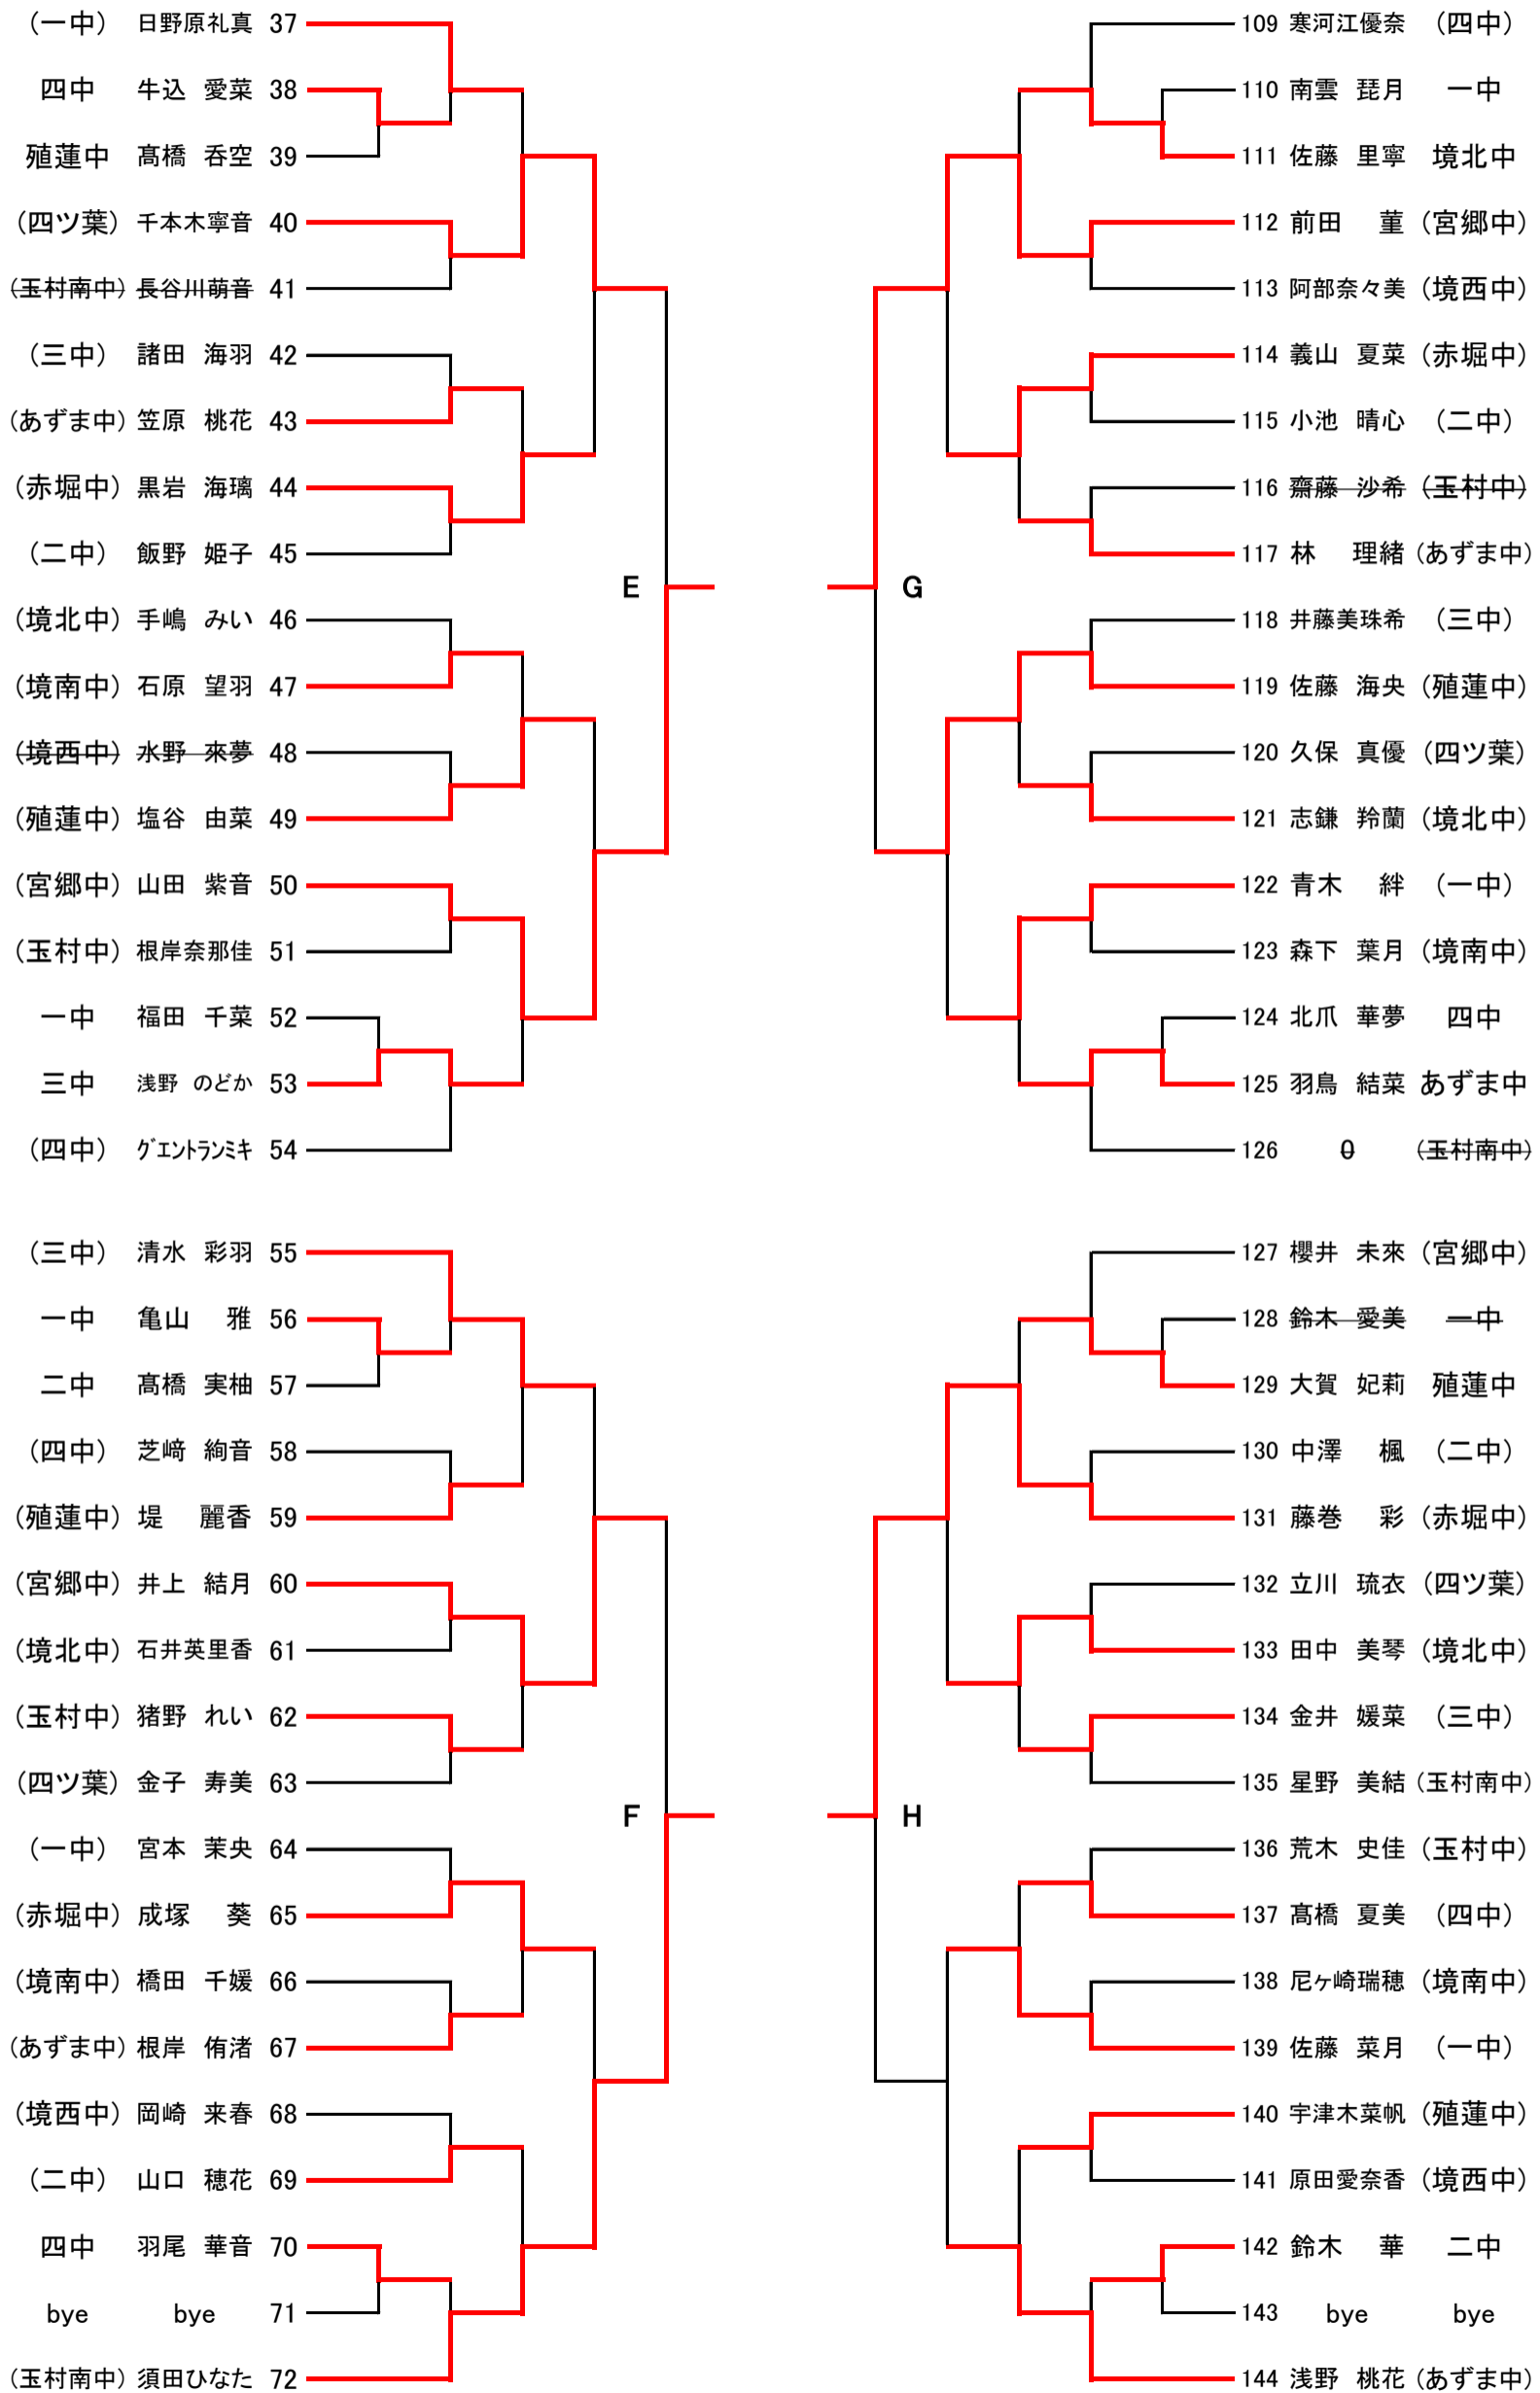 (一中) 日野原礼真 37
四中 牛込 愛菜 38
殖蓮中 髙橋 呑空 39
(四ツ葉) 千本木寧音 40
(玉村南中) 長谷川萌音 41
(三中) 諸田 海羽 42
(あずま中) 笠原 桃花 43
(赤堀中) 黒岩 海璃 44
(二中) 飯野 姫子 45
E
(境北中) 手嶋 みい 46
(境南中) 石原 望羽 47
(境西中) 水野 來夢 48
(殖蓮中) 塩谷 由菜 49
(宮郷中) 山田 紫音 50
(玉村中) 根岸奈那佳 51
一中 福田 千菜 52
三中 浅野 のどか 53
(四中) グエントランミキ 54
(三中) 清水 彩羽 55
一中 亀山 雅 56
二中 髙橋 実柚 57
(四中) 芝﨑 絢音 58
(殖蓮中) 堤 麗香 59
(宮郷中) 井上 結月 60
(境北中) 石井英里香 61
(玉村中) 猪野 れい 62
(四ツ葉) 金子 寿美 63
F
(一中) 宮本 茉央 64
(赤堀中) 成塚 葵 65
(境南中) 橋田 千媛 66
(あずま中) 根岸 侑渚 67
(境西中) 岡崎 来春 68
(二中) 山口 穂花 69
四中 羽尾 華音 70
bye bye 71
(玉村南中) 須田ひなた 72
109 寒河江優奈 (四中)
110 南雲 琵月 一中
111 佐藤 里寧 境北中
112 前田 菫 (宮郷中)
113 阿部奈々美 (境西中)
114 義山 夏菜 (赤堀中)
115 小池 晴心 (二中)
116 齋藤 沙希 (玉村中)
117 林 理緒 (あずま中)
G
118 井藤美珠希 (三中)
119 佐藤 海央 (殖蓮中)
120 久保 真優 (四ツ葉)
121 志鎌 羚蘭 (境北中)
122 青木 絆 (一中)
123 森下 葉月 (境南中)
124 北爪 華夢 四中
125 羽鳥 結菜 あずま中
126 0 (玉村南中)
127 櫻井 未來 (宮郷中)
128 鈴木 愛美 一中
129 大賀 妃莉 殖蓮中
130 中澤 楓 (二中)
131 藤巻 彩 (赤堀中)
132 立川 琉衣 (四ツ葉)
133 田中 美琴 (境北中)
134 金井 媛菜 (三中)
135 星野 美結 (玉村南中)
H
136 荒木 史佳 (玉村中)
137 髙橋 夏美 (四中)
138 尼ヶ崎瑞穂 (境南中)
139 佐藤 菜月 (一中)
140 宇津木菜帆 (殖蓮中)
141 原田愛奈香 (境西中)
142 鈴木 華 二中
143 bye bye
144 浅野 桃花 (あずま中)